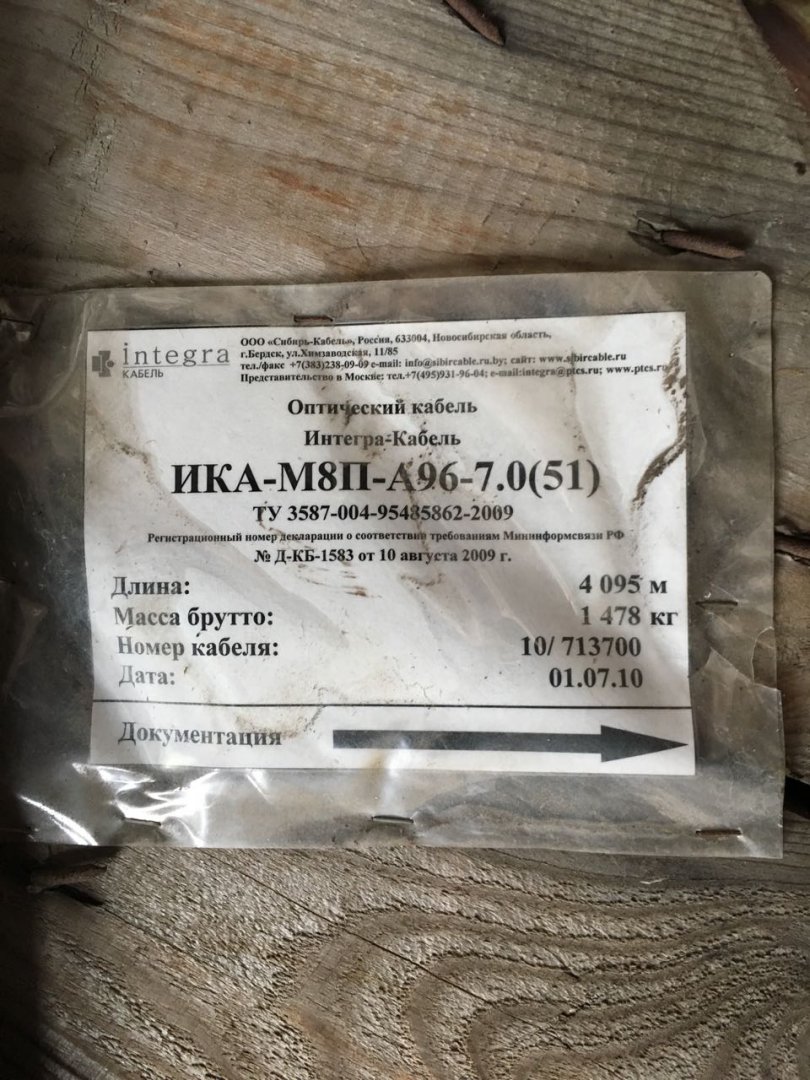 integra
КАБЕЛЬ
ООО «Сибирь-Кабель», Россия, 633004, Новосибирская область,
г.Бердск, ул.Химзаводская, 11/85
тел./факс +7(383)238-09-09 e-mail: info@sibircable.ru.by; сайт: www.sibircable.ru
Представительство в Москве: тел.+7(495)931-96-04; e-mail:integra@ptcs.ru; www.ptcs.ru
Оптический кабель
Интегра-Кабель
ИКА-М8П-А96-7.0(51)
ТУ 3587-004-95485862-2009
Регистрационный номер декларации о соответствии требованиям Мининформсвязи РФ
№ Д-КБ-1583 от 10 августа 2009 г.
Длина: 4 095 м
Масса брутто: 1 478 кг
Номер кабеля: 10/ 713700
Дата: 01.07.10
Документация